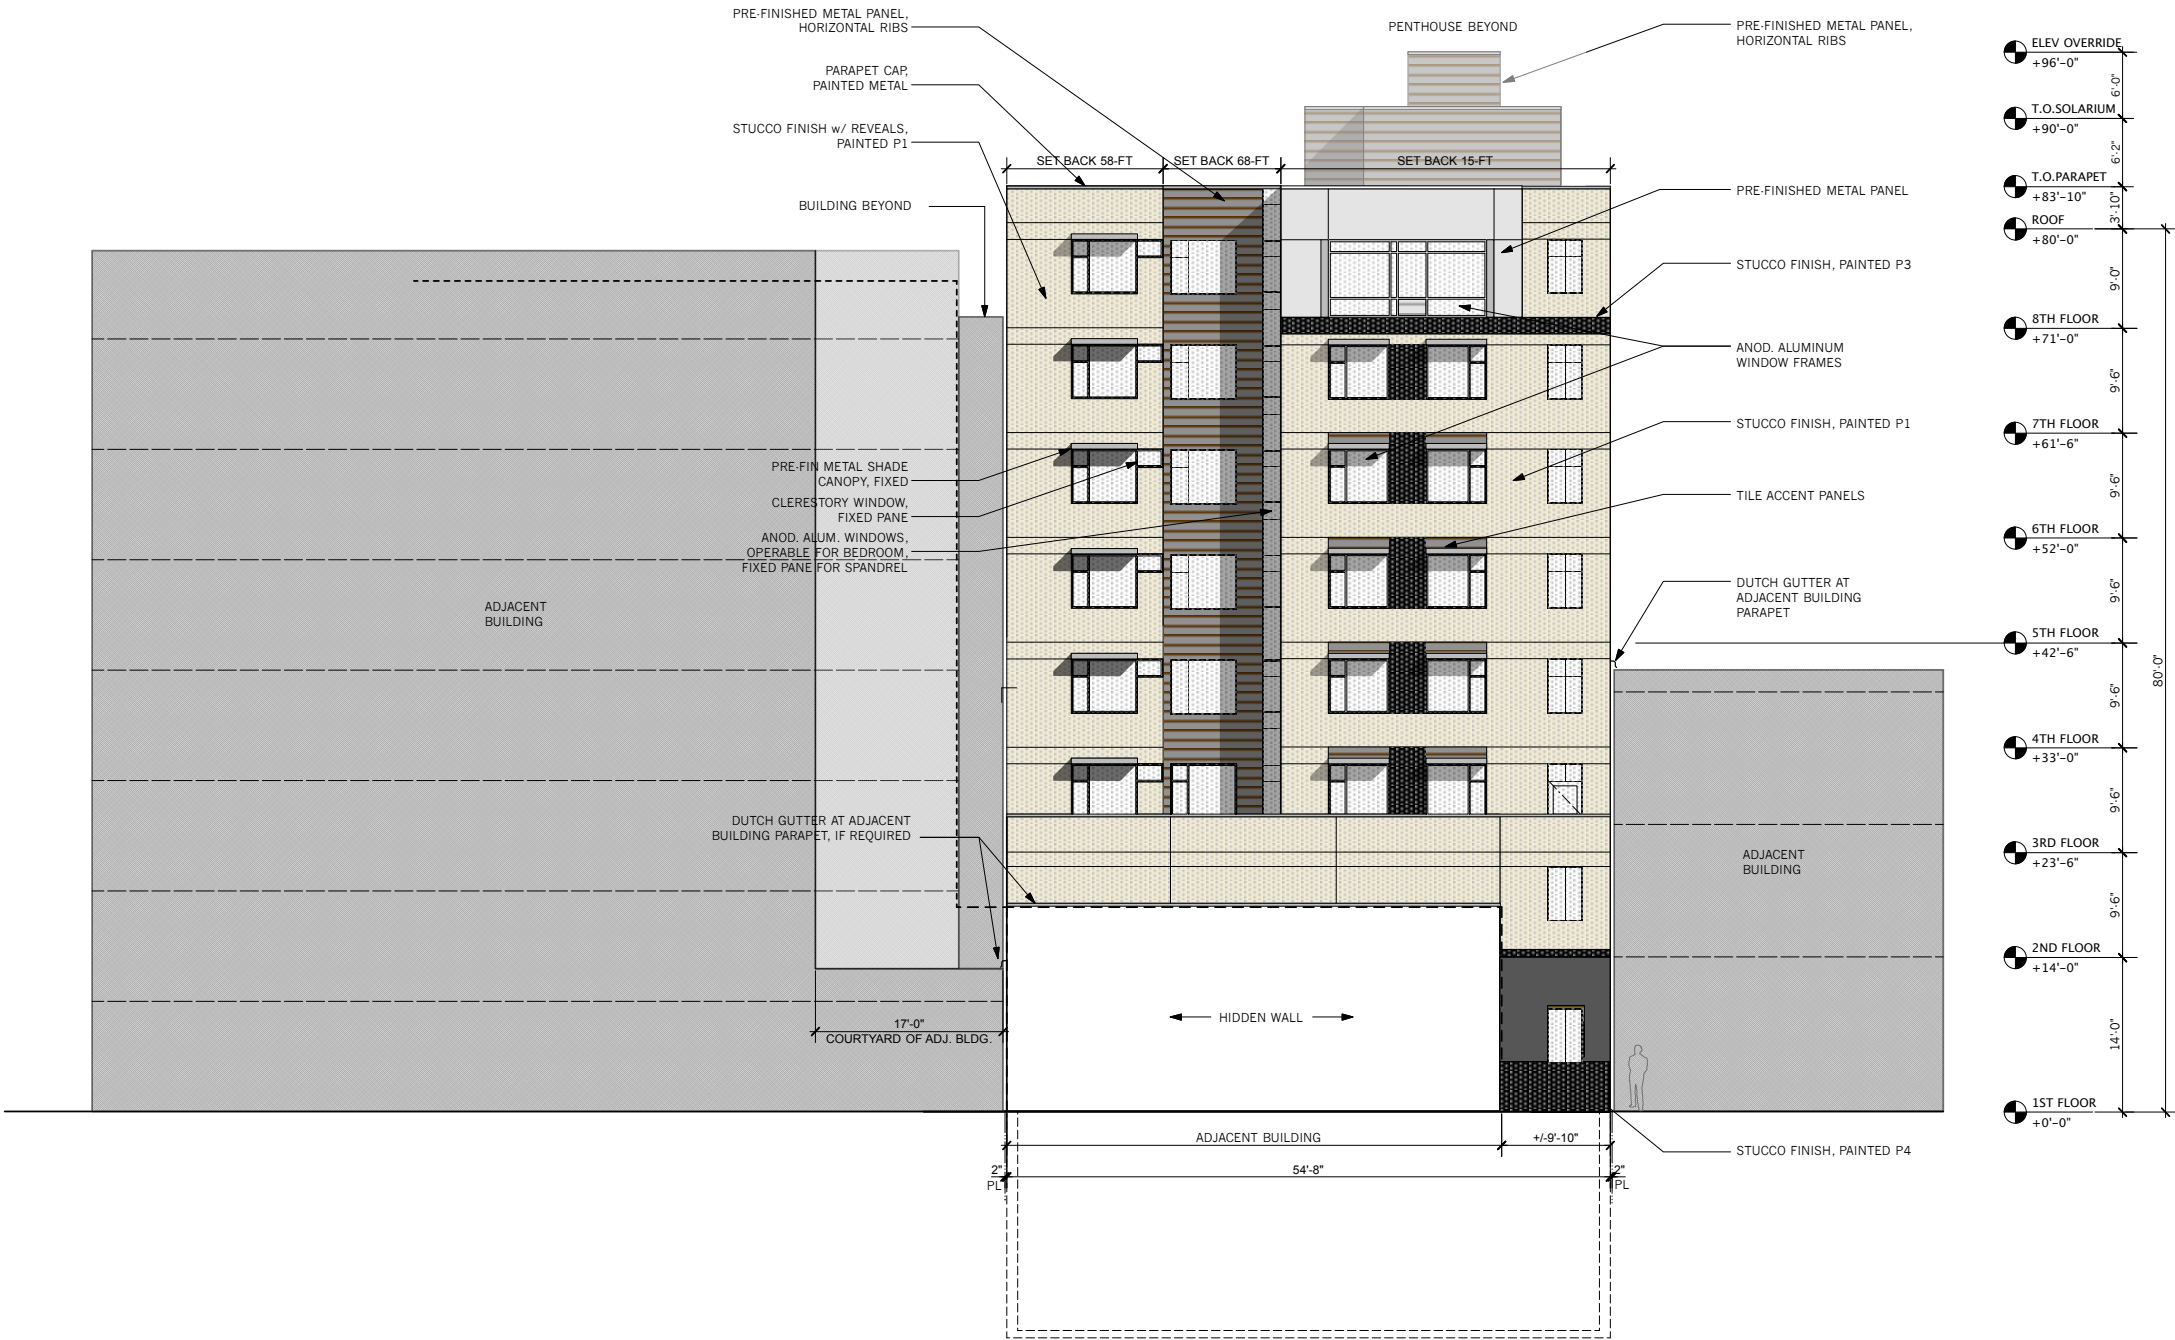 PRE-FINISHED METAL PANEL,
HORIZONTAL RIBS
PARAPET CAP,
PAINTED METAL
STUCCO FINISH w/ REVEALS,
PAINTED P1
BUILDING BEYOND
PENTHOUSE BEYOND
SET BACK 58-FT
SET BACK 68-FT
SET BACK 15-FT
PRE-FINISHED METAL PANEL,
HORIZONTAL RIBS
PRE-FINISHED METAL PANEL
STUCCO FINISH, PAINTED P3
ANOD. ALUMINUM
WINDOW FRAMES
STUCCO FINISH, PAINTED P1
TILE ACCENT PANELS
DUTCH GUTTER AT
ADJACENT BUILDING
PARAPET
PRE-FIN METAL SHADE
CANOPY, FIXED
CLERESTORY WINDOW,
FIXED PANE
ANOD. ALUM. WINDOWS,
OPERABLE FOR BEDROOM,
FIXED PANE FOR SPANDREL
ADJACENT
BUILDING
DUTCH GUTTER AT ADJACENT
BUILDING PARAPET, IF REQUIRED
ADJACENT
BUILDING
HIDDEN WALL
17'-0"
COURTYARD OF ADJ. BLDG.
ADJACENT BUILDING
+/-9'-10"
2"
PL
54'-8"
2"
PL
STUCCO FINISH, PAINTED P4
ELEV OVERRIDE
+96'-0"
6'-0"
T.O.SOLARIUM
+90'-0"
6'-2"
T.O.PARAPET
+83'-10"
3'-10"
ROOF
+80'-0"
9'-0"
8TH FLOOR
+71'-0"
9'-6"
7TH FLOOR
+61'-6"
9'-6"
6TH FLOOR
+52'-0"
9'-6"
5TH FLOOR
+42'-6"
9'-6"
4TH FLOOR
+33'-0"
9'-6"
3RD FLOOR
+23'-6"
9'-6"
2ND FLOOR
+14'-0"
14'-0"
1ST FLOOR
+0'-0"
80'-0"